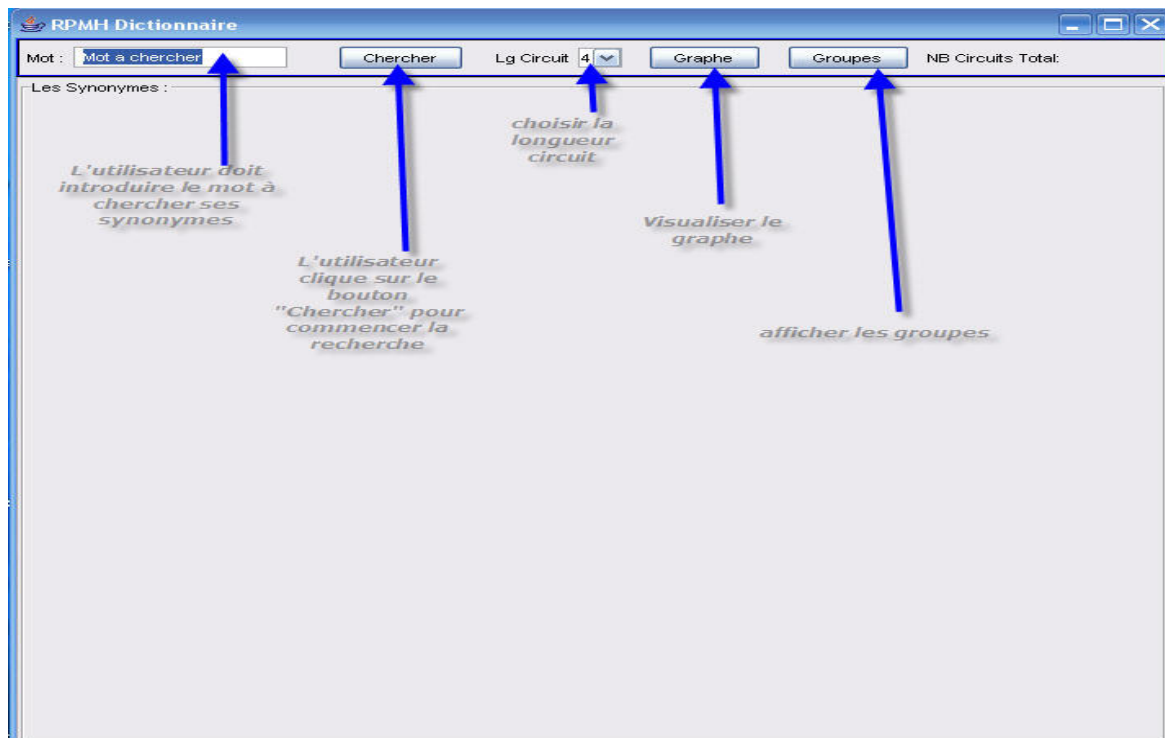 RPMH Dictionnaire
Mot : Mot a chercher Chercher Lg Circuit 4 Graphe Groupes NB Circuits Total:
Les Synonymes :
choisir la
longueur
circuit
L'utilisateur doit
introduire le mot à
chercher ses
synonymes
Visualiser le
graphe
L'utilisateur
clique sur le
bouton
"Chercher" pour
commencer la
recherche
afficher les groupes